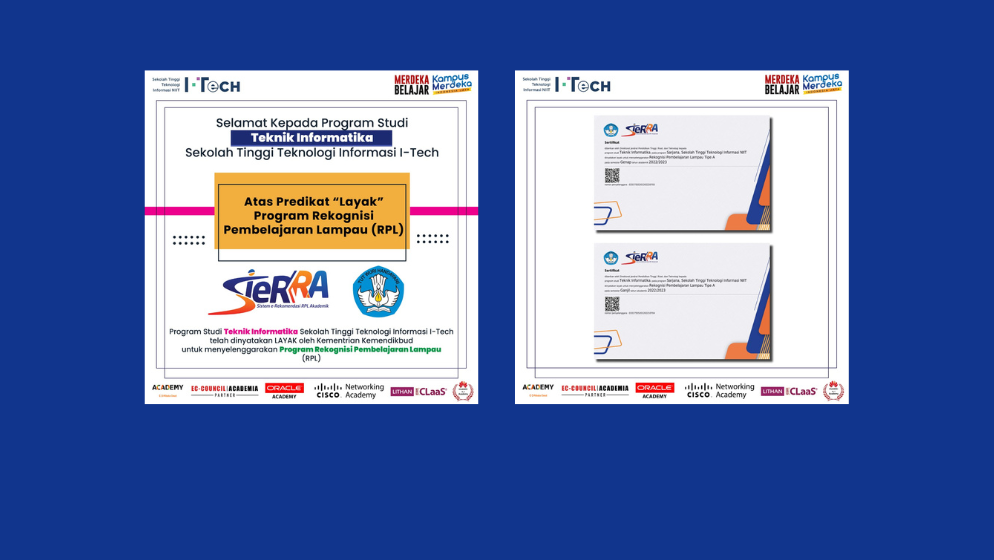 Sekolah Tinggi
Teknologi
Informasi NIIT
I-TECH
MERDEKA
BELAJAR
Kampus
Merdeka
Selamat Kepada Program Studi
Teknik Informatika
Sekolah Tinggi Teknologi Informasi I-Tech
Atas Predikat “Layak”
Program Rekognisi
Pembelajaran Lampau (RPL)
SIERRA
Sistem e-Rekomendasi RPL Akademik
TUT WURI HANDAYANI
Program Studi Teknik Informatika Sekolah Tinggi Teknologi Informasi I-Tech
telah dinyatakan LAYAK oleh Kementrian Kemendikbud
untuk menyelenggarakan Program Rekognisi Pembelajaran Lampau
(RPL)
ACADEMY
EC-COUNCIL ACADEMIA
PARTNER
ORACLE
ACADEMY
CISCO
Networking
Academy
LITHAN
CLaaS
Sekolah Tinggi
Teknologi
Informasi NIIT
I-TECH
MERDEKA
BELAJAR
Kampus
Merdeka
SIERRA
Sertifikat
Teknik Informatika Sarjana, Sekolah Tinggi Teknologi Informasi NIIT
Rekognisi Pembelajaran Lampau Tipe A
Genap 2022/2023
SIERRA
Sertifikat
Teknik Informatika Sarjana, Sekolah Tinggi Teknologi Informasi NIIT
Rekognisi Pembelajaran Lampau Tipe A
Ganjil 2022/2023
ACADEMY
EC-COUNCIL ACADEMIA
PARTNER
ORACLE
ACADEMY
CISCO
Networking
Academy
LITHAN
CLaaS